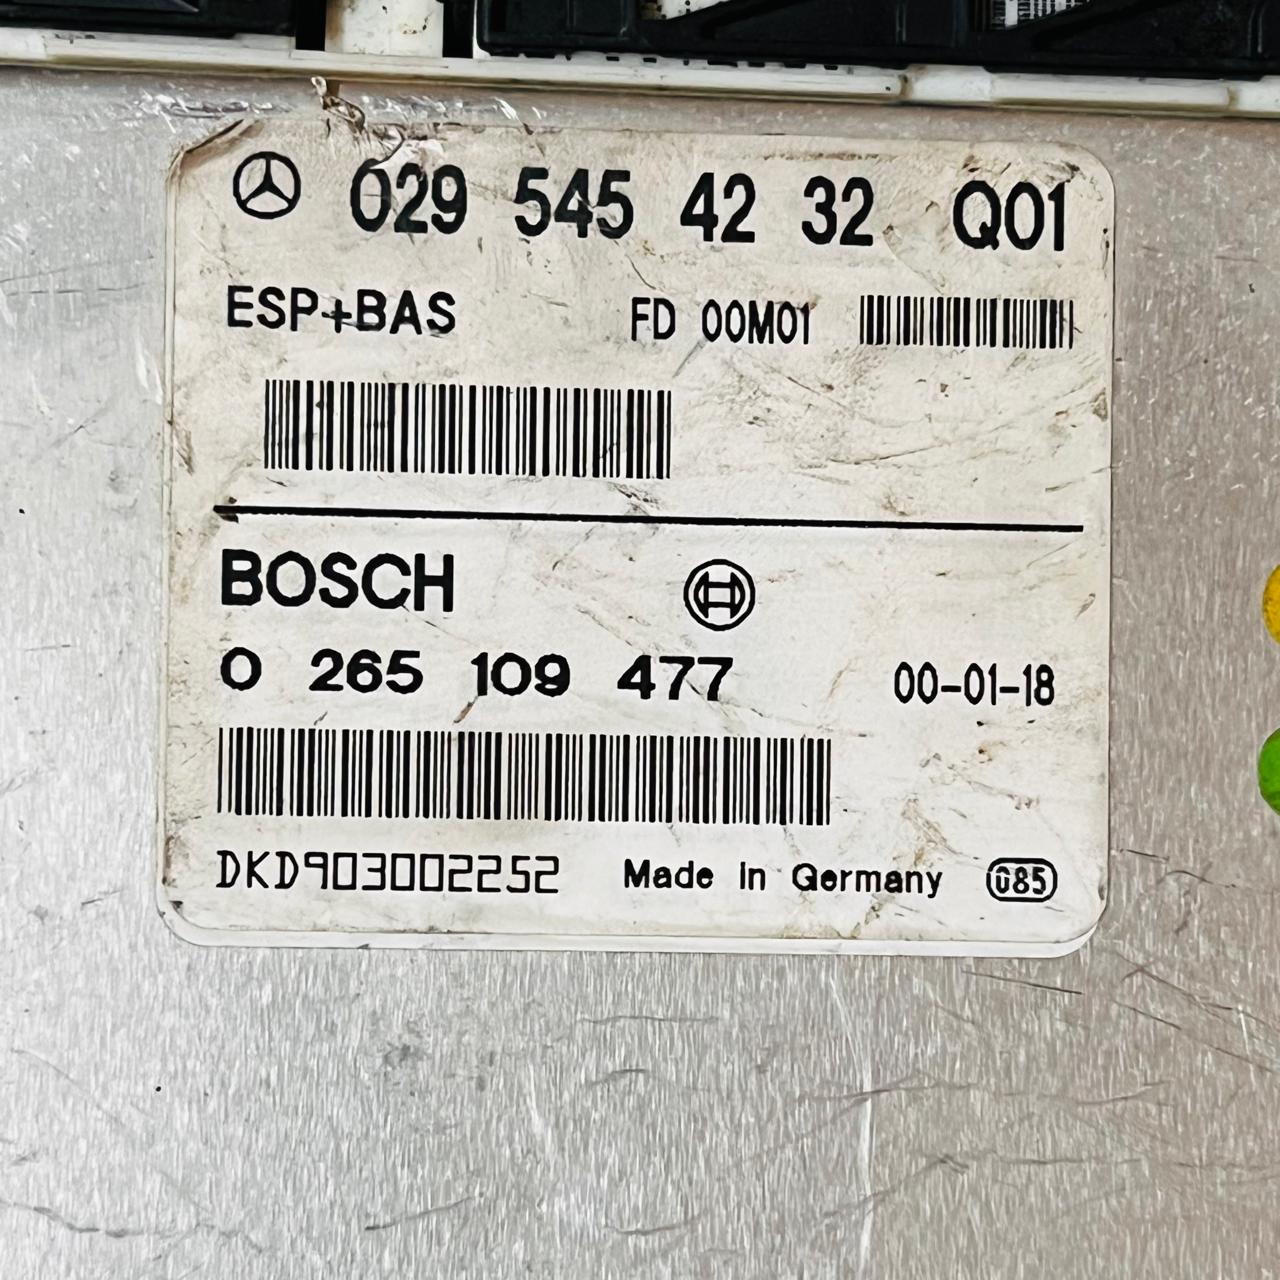 029 545 42 32 Q01
ESP+BAS FD 00M01
BOSCH
0 265 109 477 00-01-18
DKD903002252 Made in Germany 085